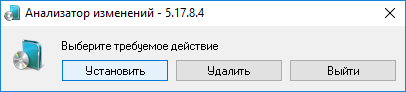 Анализатор изменений - 5.17.8.4
Выберите требуемое действие
Установить Удалить Выйти